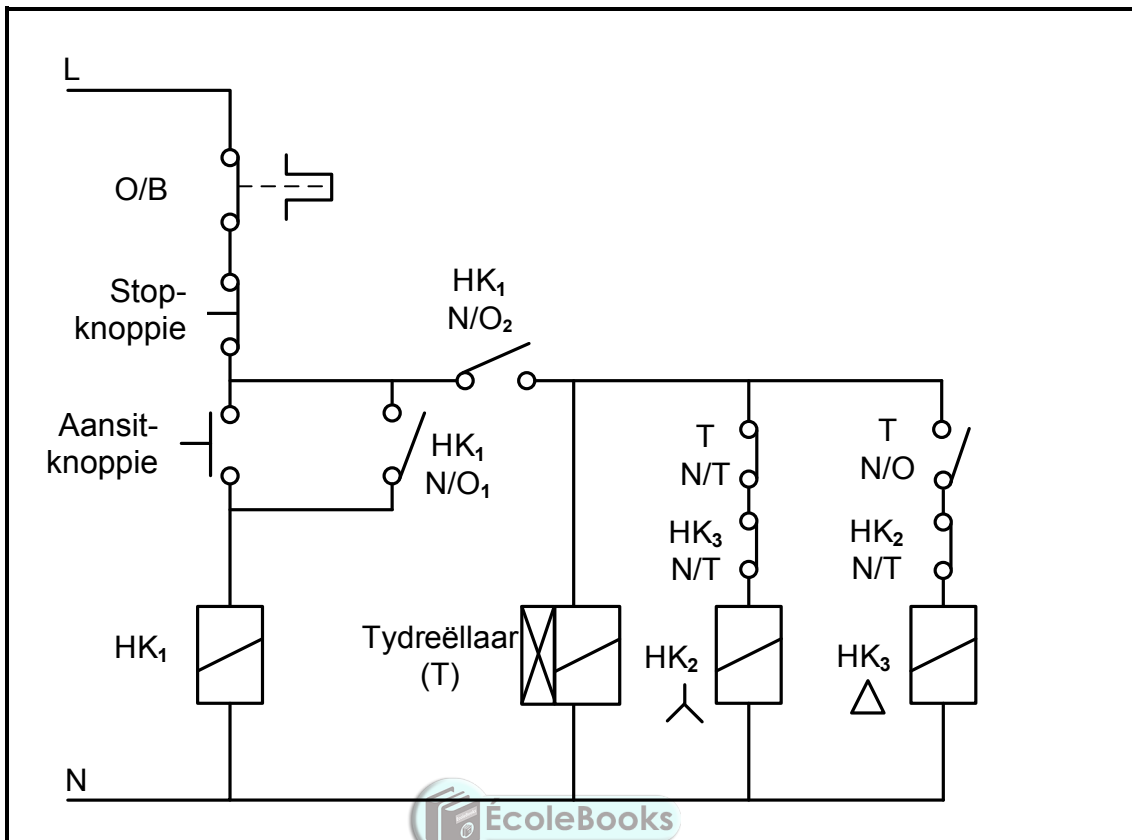 L
O/B
Stop-
knoppie
HK₁
N/O₂
Aansit-
knoppie
HK₁
N/O₁
T
N/T
T
N/O
HK₃
N/T
HK₂
N/T
HK₁
Tydreëllaar
(T)
HK₂
HK₃
N
ÉcoleBooks